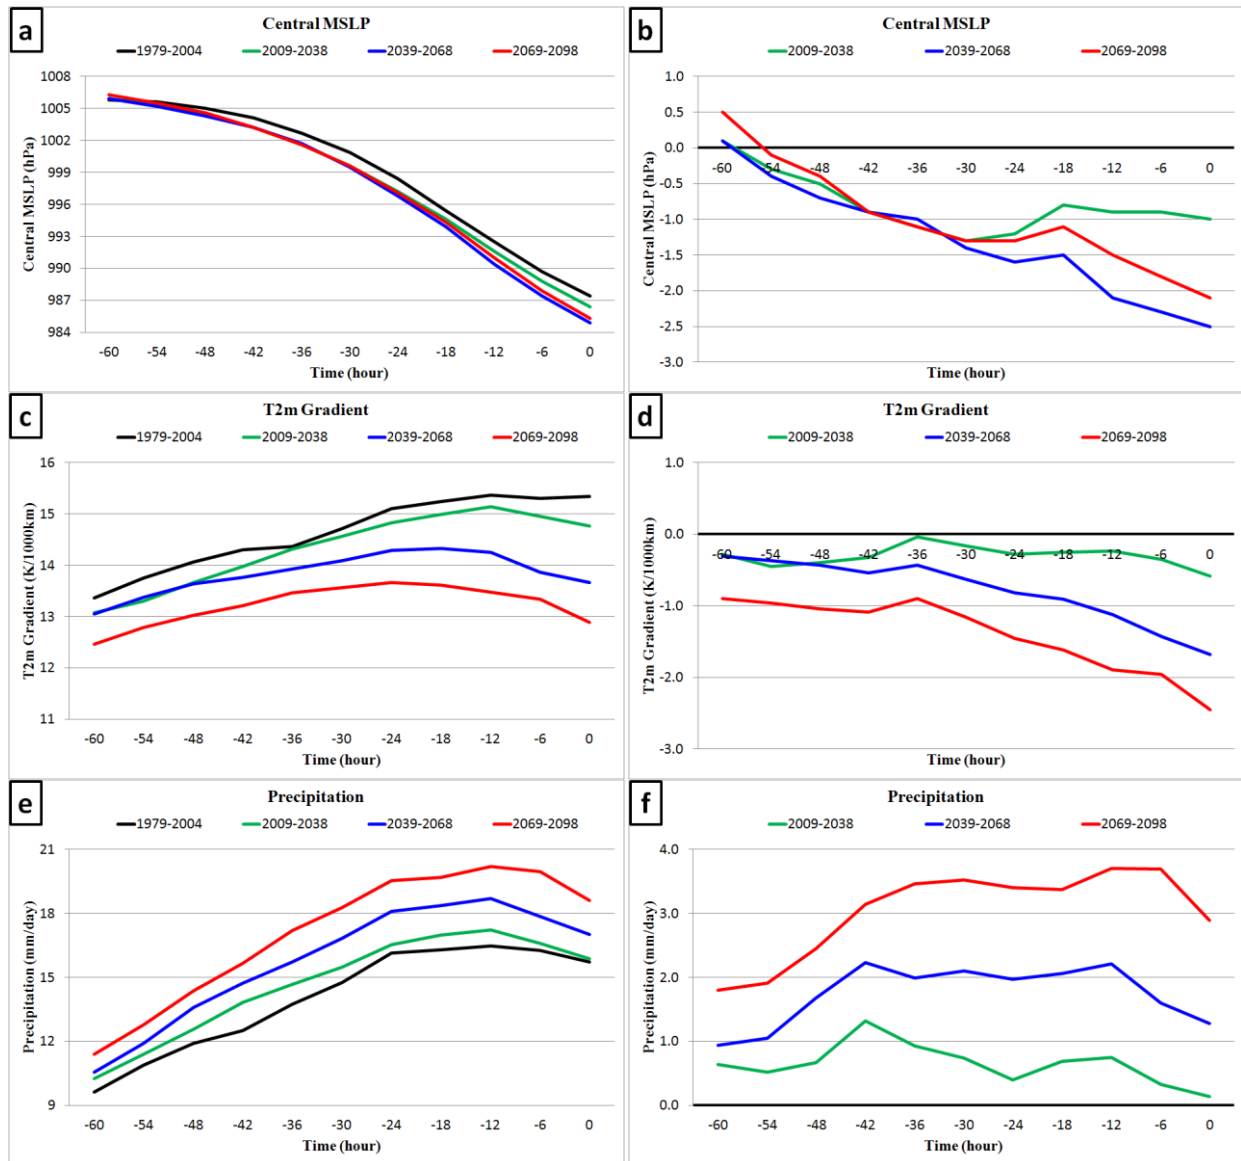 a
Central MSLP
1979-2004 2009-2038 2039-2068 2069-2098
Central MSLP (hPa)
1008
1005
1002
999
996
993
990
987
984
-60 -54 -48 -42 -36 -30 -24 -18 -12 -6 0
Time (hour)
b
Central MSLP
2009-2038 2039-2068 2069-2098
Central MSLP (hPa)
1.0
0.5
0.0
-0.5
-1.0
-1.5
-2.0
-2.5
-3.0
-60 -54 -48 -42 -36 -30 -24 -18 -12 -6 0
Time (hour)
c
T2m Gradient
1979-2004 2009-2038 2039-2068 2069-2098
T2m Gradient (K/1000km)
16
15
14
13
12
11
-60 -54 -48 -42 -36 -30 -24 -18 -12 -6 0
Time (hour)
d
T2m Gradient
2009-2038 2039-2068 2069-2098
T2m Gradient (K/1000km)
1.0
0.0
-1.0
-2.0
-3.0
-60 -54 -48 -42 -36 -30 -24 -18 -12 -6 0
Time (hour)
e
Precipitation
1979-2004 2009-2038 2039-2068 2069-2098
Precipitation (mm/day)
21
18
15
12
9
-60 -54 -48 -42 -36 -30 -24 -18 -12 -6 0
Time (hour)
f
Precipitation
2009-2038 2039-2068 2069-2098
Precipitation (mm/day)
4.0
3.0
2.0
1.0
0.0
-60 -54 -48 -42 -36 -30 -24 -18 -12 -6 0
Time (hour)